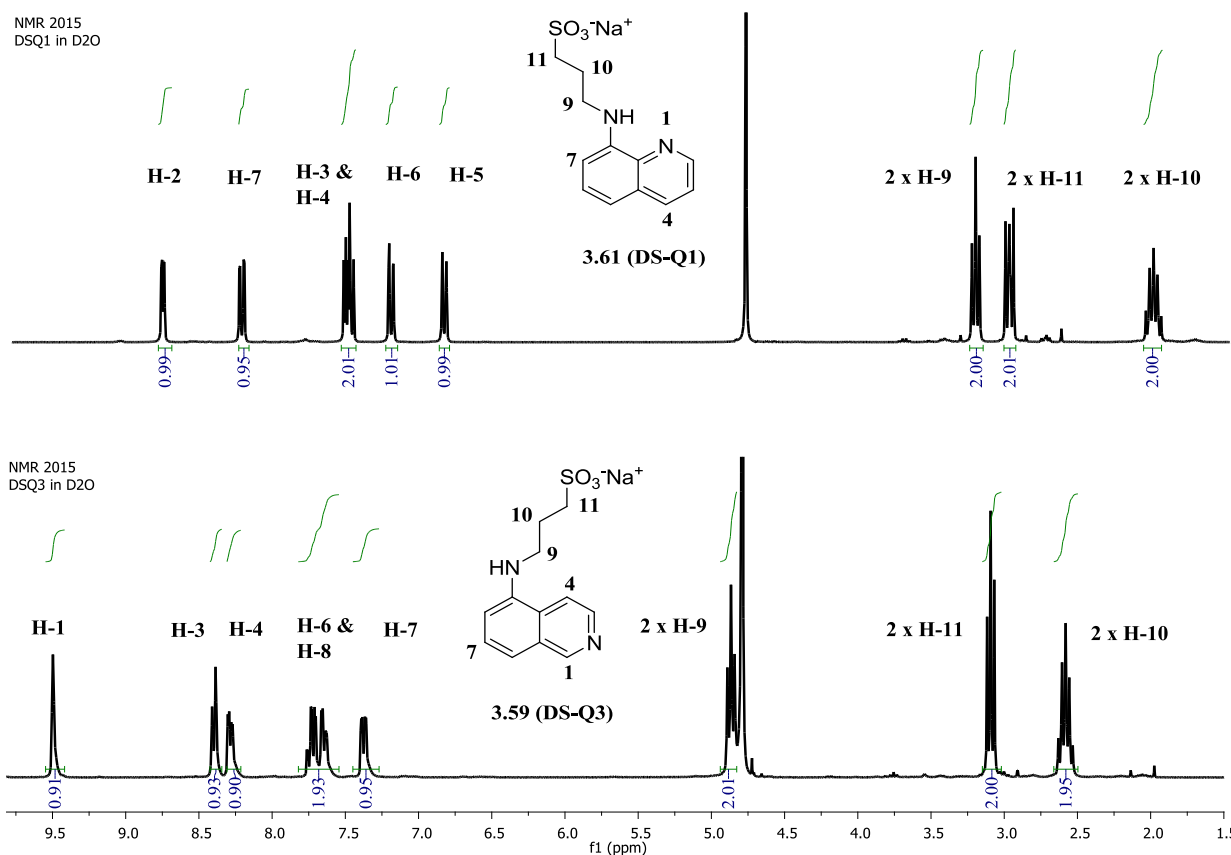 NMR 2015
DSQ1 in D2O
SO3-Na+
11
10
9
NH
1
N
7
4
3.61 (DS-Q1)
H-2
H-7
H-3 &
H-4
H-6
H-5
2 x H-9
2 x H-11
2 x H-10
0.99
0.95
2.01
1.01
0.99
2.00
2.01
2.00
NMR 2015
DSQ3 in D2O
SO3-Na+
10
11
9
HN
4
7
N
1
3.59 (DS-Q3)
H-1
H-3
H-4
H-6 &
H-8
H-7
2 x H-9
2 x H-11
2 x H-10
0.91
0.93
0.90
1.93
0.95
2.01
2.00
1.95
9.5 9.0 8.5 8.0 7.5 7.0 6.5 6.0 5.5 5.0 4.5 4.0 3.5 3.0 2.5 2.0 1.5
f1 (ppm)